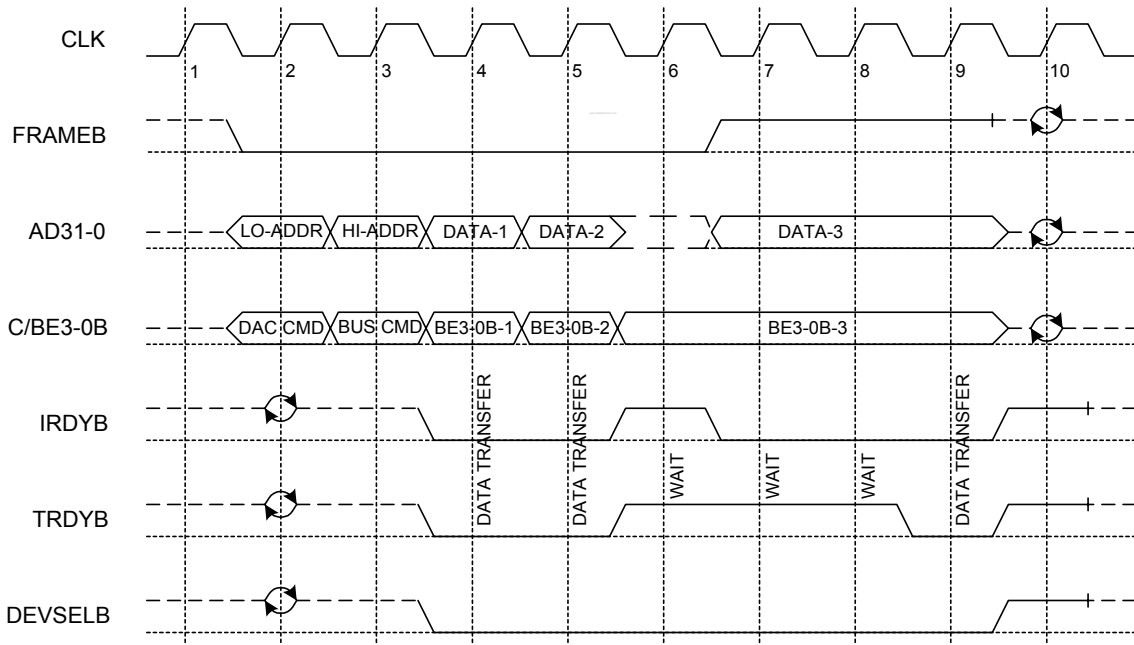 CLK
1 2 3 4 5 6 7 8 9 10
FRAMEB
AD31-0
LO-ADDR HI-ADDR DATA-1 DATA-2 DATA-3
C/BE3-0B
DAC CMD BUS CMD BE3-0B-1 BE3-0B-2 BE3-0B-3
IRDYB
DATA TRANSFER
DATA TRANSFER
WAIT
WAIT
WAIT
DATA TRANSFER
TRDYB
DEVSELB